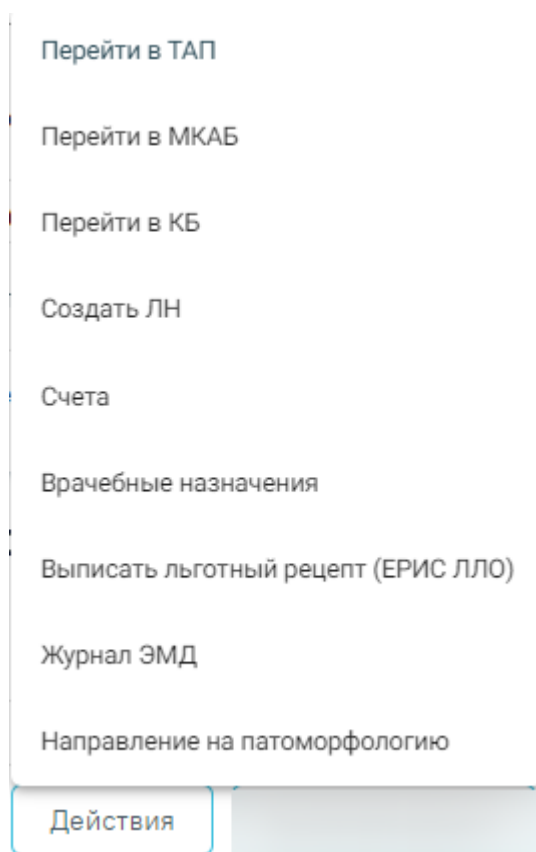 Перейти в ТАП
Перейти в МКАБ
Перейти в КБ
Создать ЛН
Счета
Врачебные назначения
Выписать льготный рецепт (ЕРИС ЛЛО)
Журнал ЭМД
Направление на патоморфологию
Действия